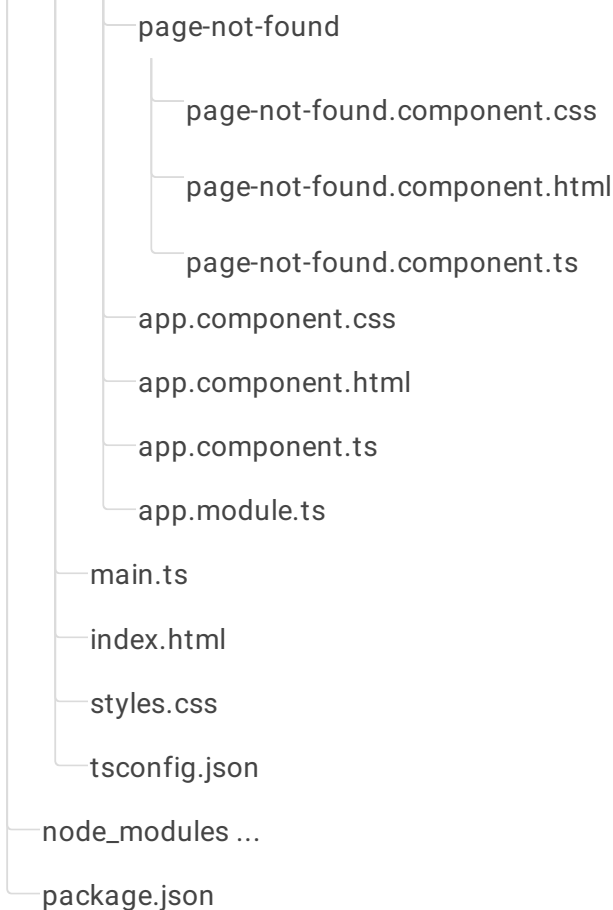 page-not-found
page-not-found.component.css
page-not-found.component.html
page-not-found.component.ts
app.component.css
app.component.html
app.component.ts
app.module.ts
main.ts
index.html
styles.css
tsconfig.json
node_modules ...
package.json